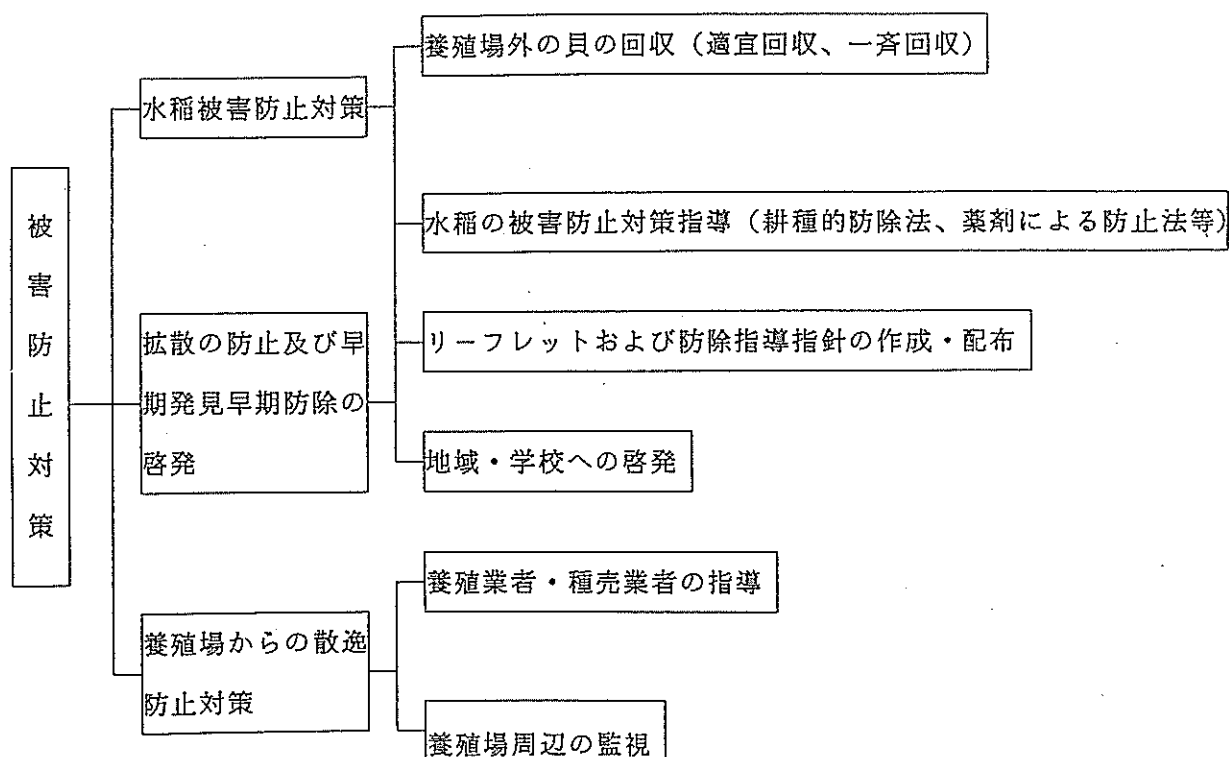 被害防止対策
水稲被害防止対策
拡散の防止及び早
期発見早期防除の
啓発
養殖場からの散逸
防止対策
養殖場外の貝の回収（適宜回収、一斉回収）
水稲の被害防止対策指導（耕種的防除法、薬剤による防止法等）
リーフレットおよび防除指導指針の作成・配布
地域・学校への啓発
養殖業者・種売業者の指導
養殖場周辺の監視